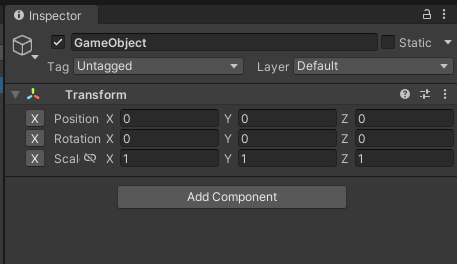 Inspector
GameObject Static
Tag Untagged Layer Default
Transform
X Position X 0 Y 0 Z 0
X Rotation X 0 Y 0 Z 0
X Scal X 1 Y 1 Z 1
Add Component